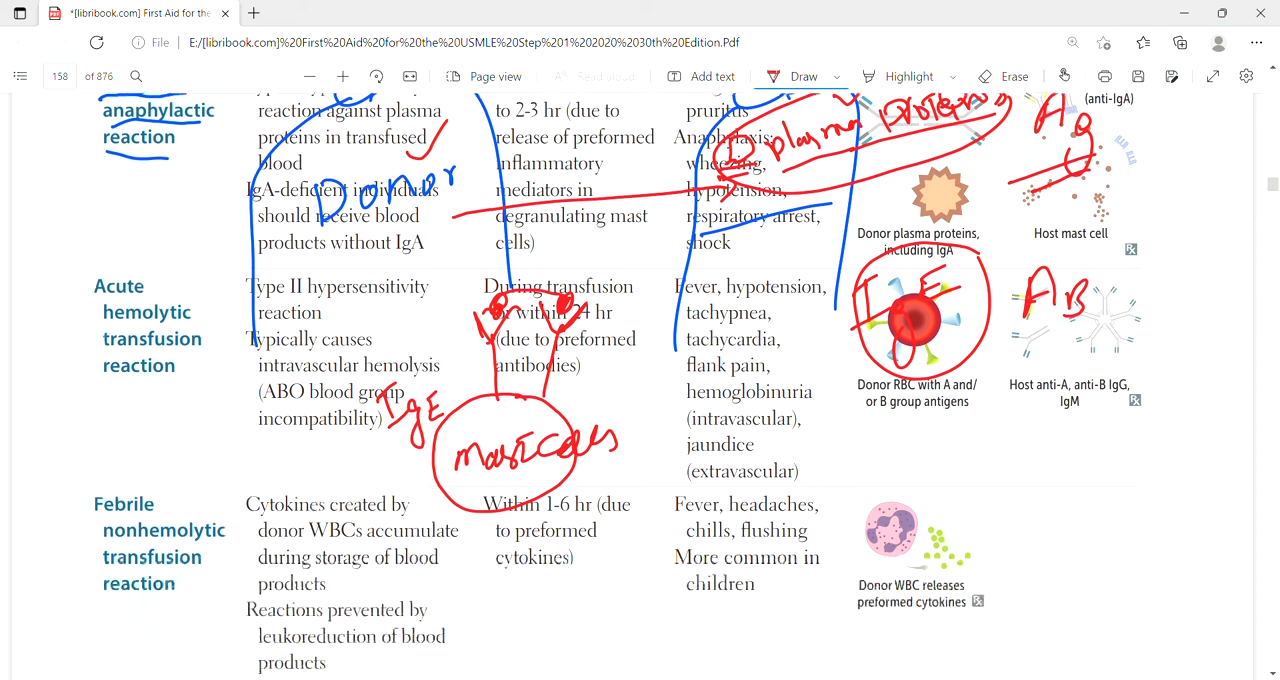 *[libribook.com] First Aid for the
File
E:/[libribook.com]%20First%20Aid%20for%20the%20USMLE%20Step%201%202020%2030th%20Edition.Pdf
158 of 876
Page view
Read aloud
Add text
Draw
Highlight
Erase
anaphylactic
reaction
reaction against plasma
proteins in transfused
blood
IgA-deficient individuals
should receive blood
products without IgA
to 2-3 hr (due to
release of preformed
inflammatory
mediators in
degranulating mast
cells)
pruritus
Anaphylaxis:
wheezing,
hypotension,
respiratory arrest,
shock
Donor plasma proteins,
including IgA
(anti-IgA)
Host mast cell
Donor
plasma proteins
Ag
Acute
hemolytic
transfusion
reaction
Type II hypersensitivity
reaction
Typically causes
intravascular hemolysis
(ABO blood group
incompatibility)
During transfusion
or within 24 hr
(due to preformed
antibodies)
Fever, hypotension,
tachypnea,
tachycardia,
flank pain,
hemoglobinuria
(intravascular),
jaundice
(extravascular)
Donor RBC with A and/
or B group antigens
Host anti-A, anti-B IgG,
IgM
IgE
AB
IgE
mast cells
Febrile
nonhemolytic
transfusion
reaction
Cytokines created by
donor WBCs accumulate
during storage of blood
products
Reactions prevented by
leukoreduction of blood
products
Within 1-6 hr (due
to preformed
cytokines)
Fever, headaches,
chills, flushing
More common in
children
Donor WBC releases
preformed cytokines